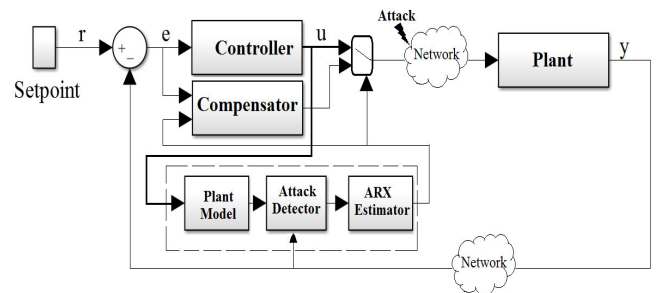 Attack
r
e
Controller
u
Network
Plant
y
+
−
Setpoint
Compensator
Plant
Model
Attack
Detector
ARX
Estimator
Network